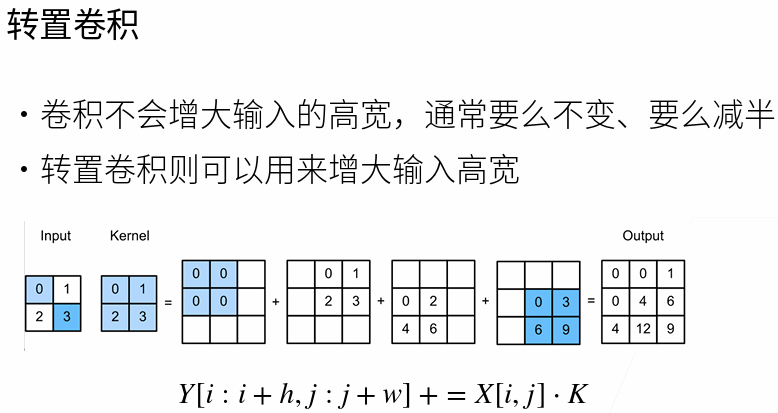 转置卷积
• 卷积不会增大输入的高宽，通常要么不变、要么减半
• 转置卷积则可以用来增大输入高宽
Input Kernel Output
0 0 0 1 0 0 1
0 1 0 1 0 0 2 3 0 2 0 3 0 4 6
2 3 2 3 = + + + =
4 6 6 9 4 12 9
Y[i : i + h, j : j + w] + = X[i, j] · K